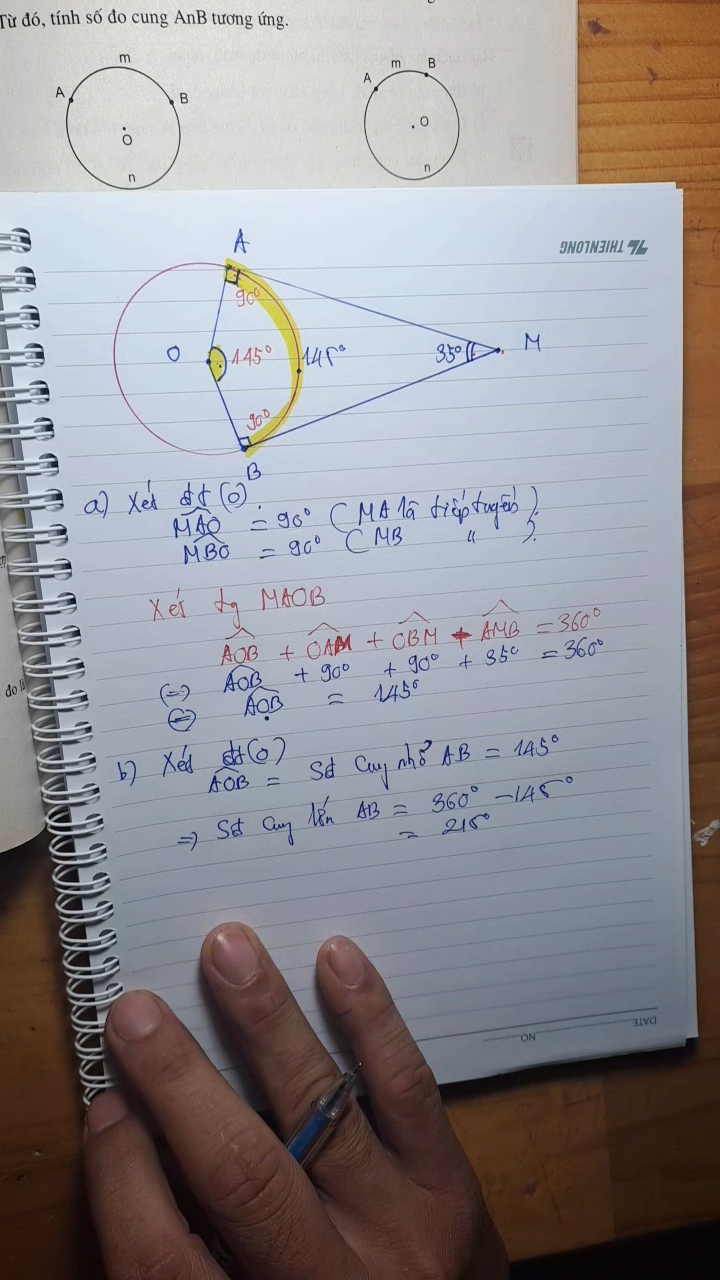 Từ đó, tính số đo cung AnB tương ứng.
m
A
B
O
n
m
B
A
O
n
THIENLONG
A
90°
O
145°
145°
35°
M
90°
B
a) Xét đt (O)
MAO = 90° (MA là tiếp tuyến)
MBO = 90° (MB " )
Xét tg MAOB
AOB + OAM + OBM + AMB = 360°
(=) AOB + 90° + 90° + 35° = 360°
(=) AOB = 145°
b) Xét đt (O)
AOB = Sđ cung nhỏ AB = 145°
=> Sđ cung lớn AB = 360° - 145°
= 215°
đo
NO.
DATE